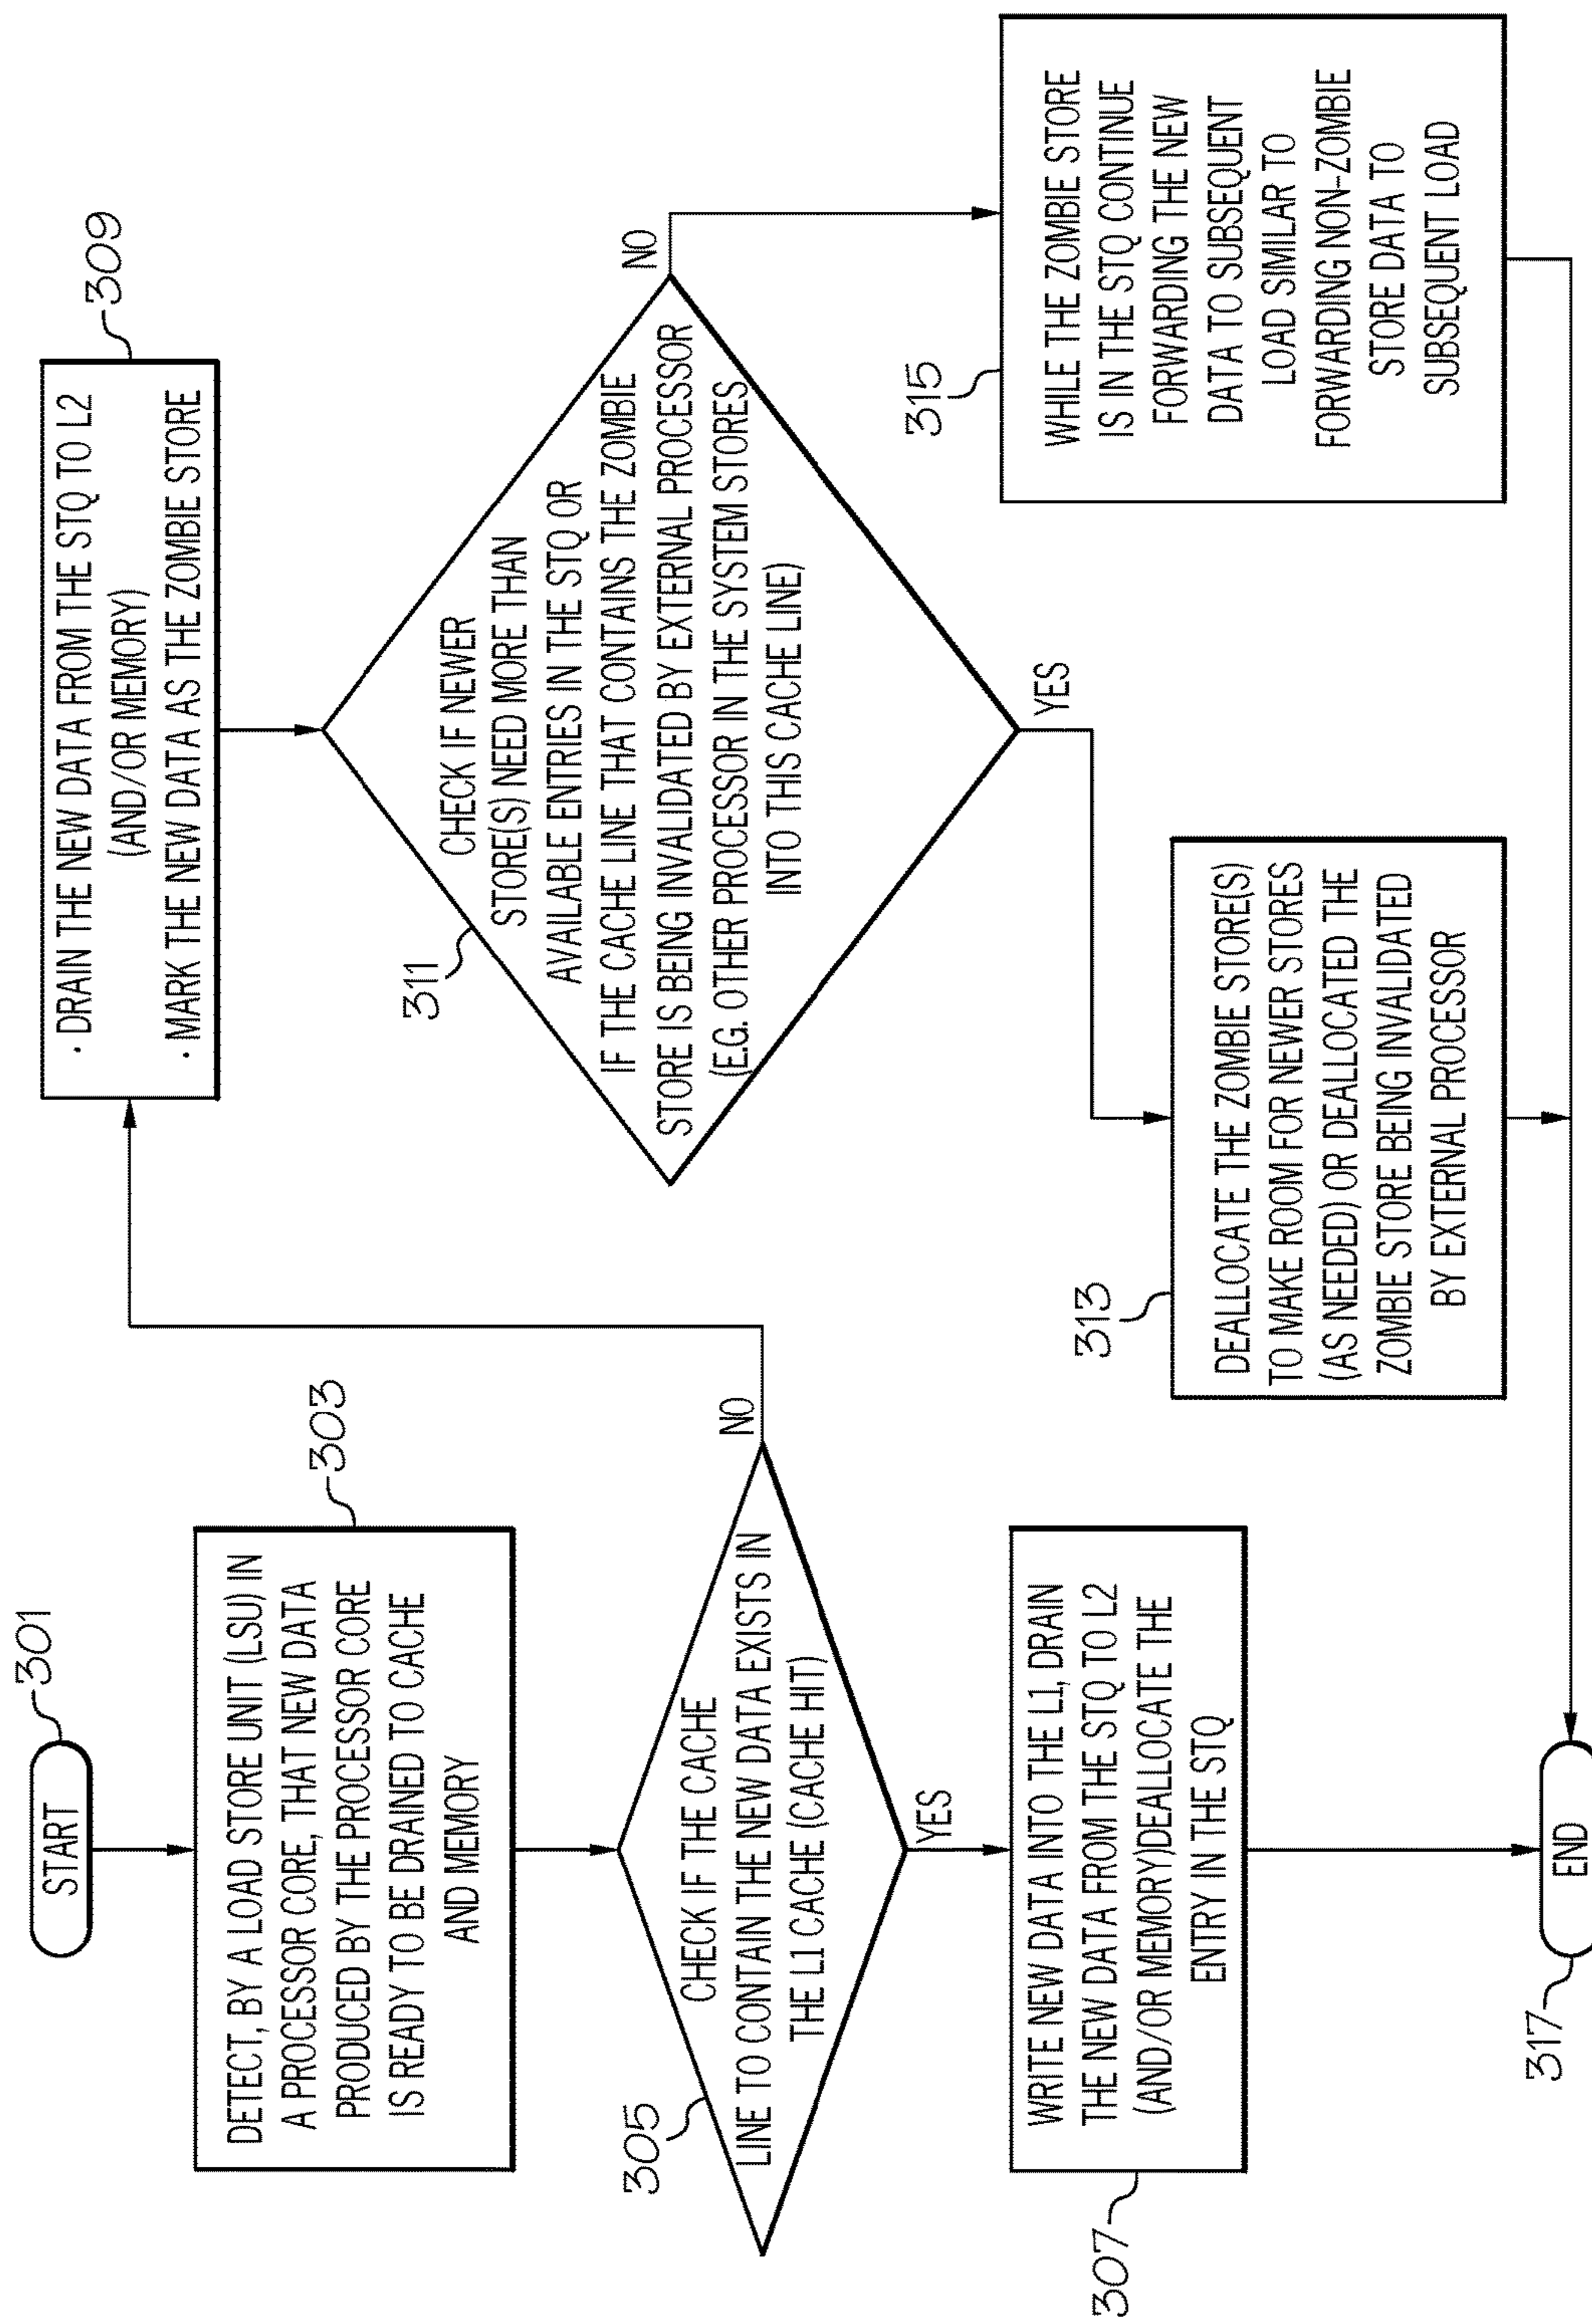 START
301
DETECT, BY A LOAD STORE UNIT (LSU) IN
A PROCESSOR CORE, THAT NEW DATA
PRODUCED BY THE PROCESSOR CORE
IS READY TO BE DRAINED TO CACHE
AND MEMORY
303
CHECK IF THE CACHE
LINE TO CONTAIN THE NEW DATA EXISTS IN
THE L1 CACHE (CACHE HIT)
305
NO
YES
WRITE NEW DATA INTO THE L1, DRAIN
THE NEW DATA FROM THE STQ TO L2
(AND/OR MEMORY)DEALLOCATE THE
ENTRY IN THE STQ
307
· DRAIN THE NEW DATA FROM THE STQ TO L2
(AND/OR MEMORY)
· MARK THE NEW DATA AS THE ZOMBIE STORE
309
CHECK IF NEWER
STORE(S) NEED MORE THAN
AVAILABLE ENTRIES IN THE STQ OR
IF THE CACHE LINE THAT CONTAINS THE ZOMBIE
STORE IS BEING INVALIDATED BY EXTERNAL PROCESSOR
(E.G. OTHER PROCESSOR IN THE SYSTEM STORES
INTO THIS CACHE LINE)
311
NO
YES
DEALLOCATE THE ZOMBIE STORE(S)
TO MAKE ROOM FOR NEWER STORES
(AS NEEDED) OR DEALLOCATED THE
ZOMBIE STORE BEING INVALIDATED
BY EXTERNAL PROCESSOR
313
WHILE THE ZOMBIE STORE
IS IN THE STQ CONTINUE
FORWARDING THE NEW
DATA TO SUBSEQUENT
LOAD SIMILAR TO
FORWARDING NON-ZOMBIE
STORE DATA TO
SUBSEQUENT LOAD
315
END
317